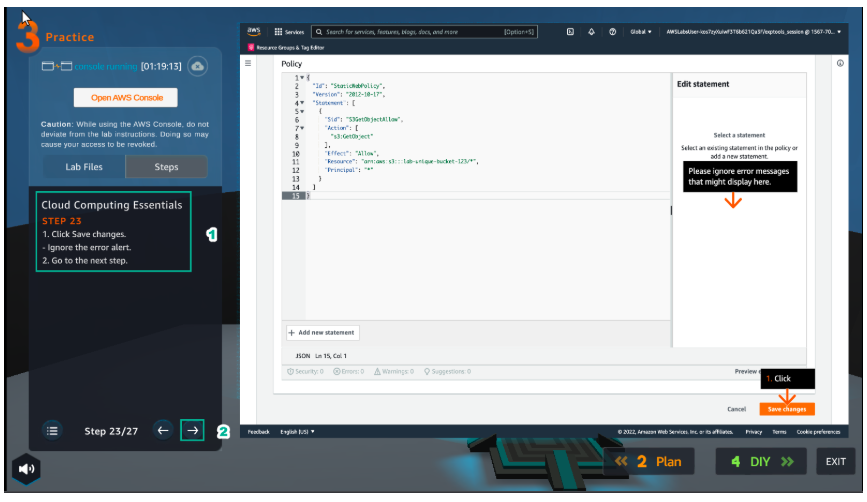 3 Practice
console running [01:19:13]
Open AWS Console
Caution: While using the AWS Console, do not
deviate from the lab instructions. Doing so may
cause your access to be revoked.
Lab Files Steps
Cloud Computing Essentials
STEP 23
1. Click Save changes.
- Ignore the error alert.
2. Go to the next step.
1
Step 23/27
2
aws Services Search for services, features, blogs, docs, and more [Option+S] Global
Resource Groups & Tag Editor
Policy
1 {
2 "Id": "StaticWebPolicy",
3 "Version": "2012-10-17",
4 "Statement": [
5 {
6 "Sid": "S3GetObjectAllow",
7 "Action": [
8 "s3:GetObject"
9 ],
10 "Effect": "Allow",
11 "Resource": "arn:aws:s3:::lab-unique-bucket-123/*",
12 "Principal": "*"
13 }
14 ]
15 }
Edit statement
Select a statement
Select an existing statement in the policy or
add a new statement.
Please ignore error messages
that might display here.
+ Add new statement
JSON Ln 15, Col 1
Security: 0 Errors: 0 Warnings: 0 Suggestions: 0
Preview
1. Click
Cancel Save changes
Feedback English (US) © 2022, Amazon Web Services, Inc. or its affiliates. Privacy Terms Cookie preferences
2 Plan
4 DIY
EXIT